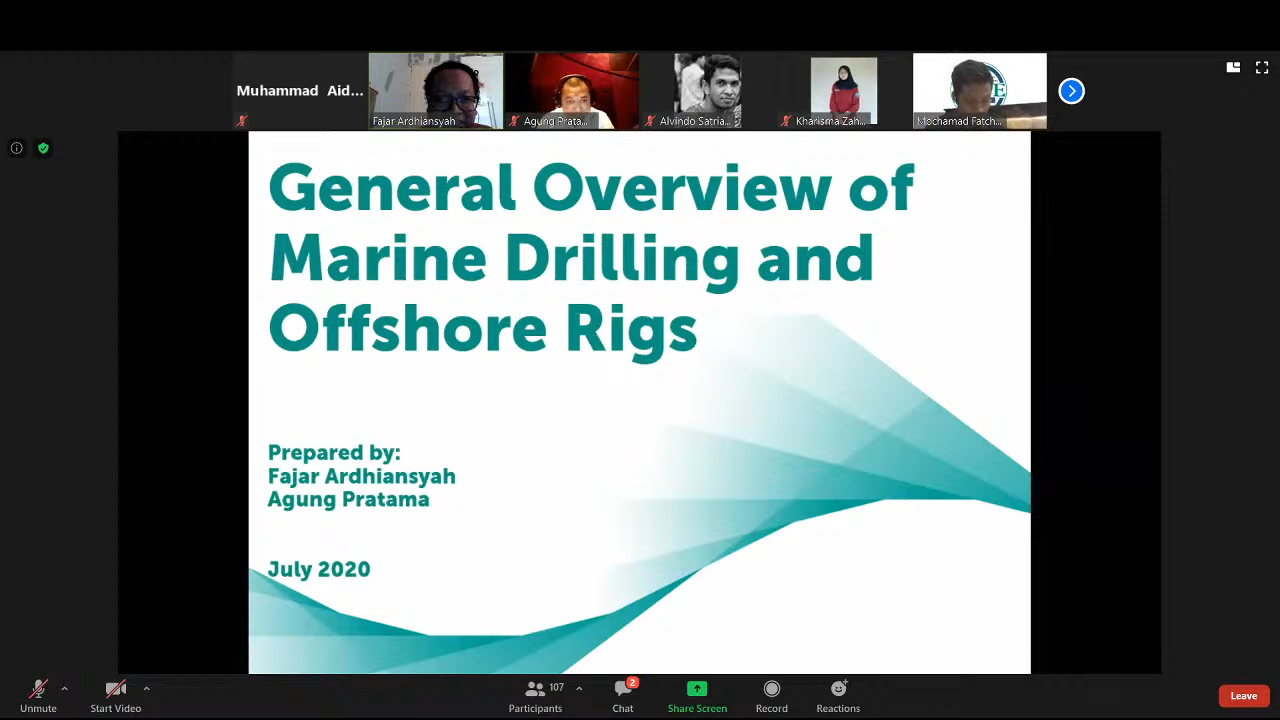 Muhammad Aid...
Fajar Ardhiansyah
Agung Prata...
Alvindo Satria...
Kharisma Zah...
Mochamad Fatch...
General Overview of
Marine Drilling and
Offshore Rigs
Prepared by:
Fajar Ardhiansyah
Agung Pratama
July 2020
Unmute
Start Video
107
Participants
2
Chat
Share Screen
Record
Reactions
Leave